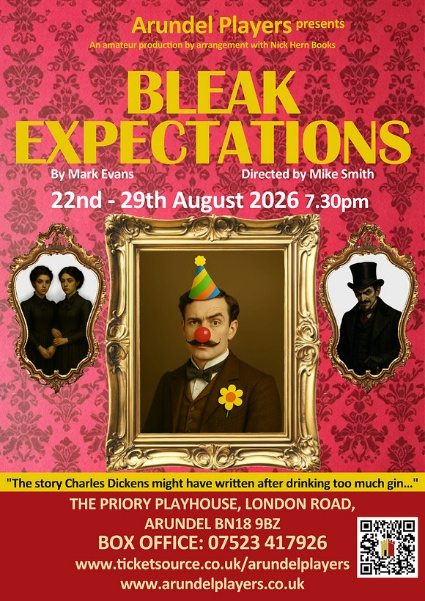 Arundel Players presents
An amateur production by arrangement with Nick Hern Books
BLEAK
EXPECTATIONS
By Mark Evans
Directed by Mike Smith
22nd - 29th August 2026 7.30pm
"The story Charles Dickens might have written after drinking too much gin..."
THE PRIORY PLAYHOUSE, LONDON ROAD,
ARUNDEL BN18 9BZ
BOX OFFICE: 07523 417926
www.ticketsource.co.uk/arundelplayers
www.arundelplayers.co.uk